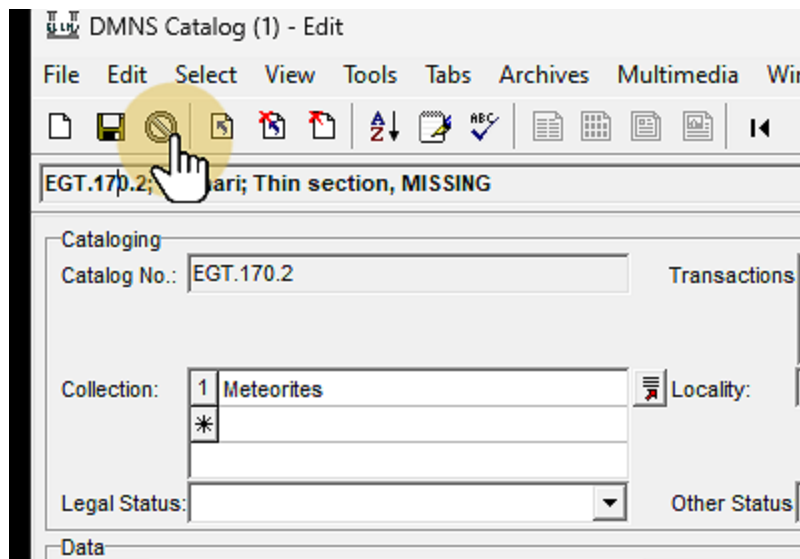 DMNS Catalog (1) - Edit
File Edit Select View Tools Tabs Archives Multimedia
A Z ABC
EGT.170.2; Thin section, MISSING
Cataloging
Catalog No.: EGT.170.2 Transactions
Collection: 1 Meteorites Locality:
Legal Status: Other Status
Data